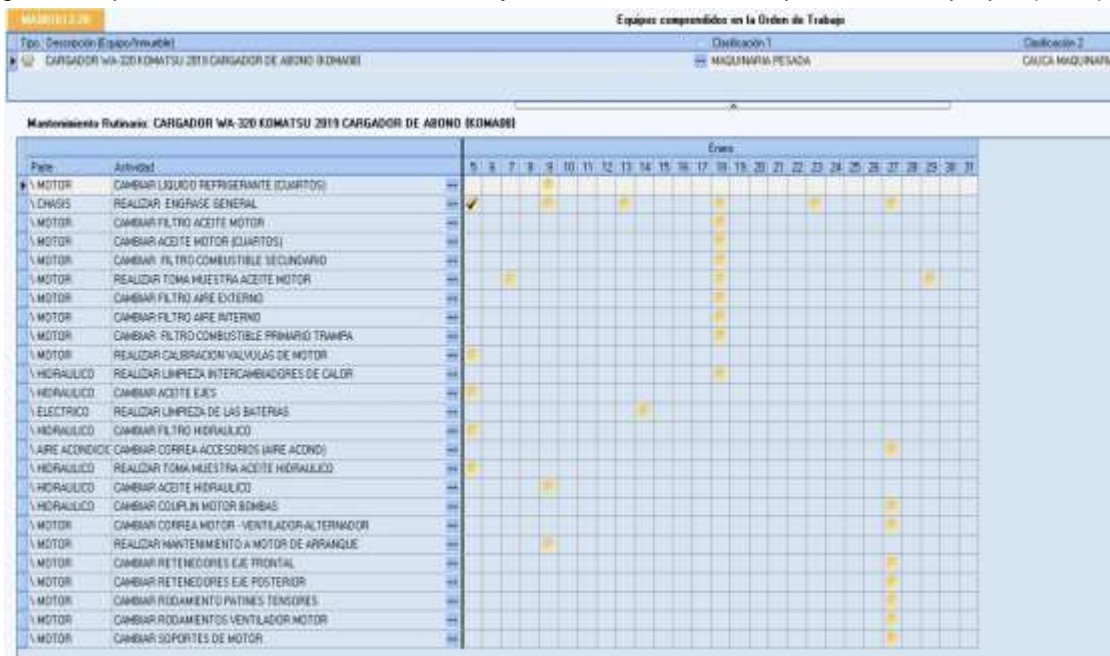 Equipos comprendidos en la Orden de Trabajo
Tipo Descripción (Equipo/Inmueble) Clasificación 1 Clasificación 2
CARGADOR WA-320 KOMATSU 2019 CARGADOR DE ABONO (KOMA08) MAQUINARIA PESADA CAUCA MAQUINARI
Mantenimiento Rutinario: CARGADOR WA-320 KOMATSU 2019 CARGADOR DE ABONO (KOMA08)
Enero
Parte Actividad 5 6 7 8 9 10 11 12 13 14 15 16 17 18 19 20 21 22 23 24 25 26 27 28 29 30 31
\ MOTOR CAMBIAR LIQUIDO REFRIGERANTE (CUARTOS)
\ CHASIS REALIZAR ENGRASE GENERAL
\ MOTOR CAMBIAR FILTRO ACEITE MOTOR
\ MOTOR CAMBIAR ACEITE MOTOR (CUARTOS)
\ MOTOR CAMBIAR FILTRO COMBUSTIBLE SECUNDARIO
\ MOTOR REALIZAR TOMA MUESTRA ACEITE MOTOR
\ MOTOR CAMBIAR FILTRO AIRE EXTERNO
\ MOTOR CAMBIAR FILTRO AIRE INTERNO
\ MOTOR CAMBIAR FILTRO COMBUSTIBLE PRIMARIO TRAMPA
\ MOTOR REALIZAR CALIBRACION VALVULAS DE MOTOR
\ HIDRAULICO REALIZAR LIMPIEZA INTERCAMBIADORES DE CALOR
\ HIDRAULICO CAMBIAR ACEITE EJES
\ ELECTRICO REALIZAR LIMPIEZA DE LAS BATERIAS
\ HIDRAULICO CAMBIAR FILTRO HIDRAULICO
\ AIRE ACONDICIC CAMBIAR CORREA ACCESORIOS (AIRE ACOND)
\ HIDRAULICO REALIZAR TOMA MUESTRA ACEITE HIDRAULICO
\ HIDRAULICO CAMBIAR ACEITE HIDRAULICO
\ HIDRAULICO CAMBIAR COUPLIN MOTOR BOMBAS
\ MOTOR CAMBIAR CORREA MOTOR - VENTILADOR-ALTERNADOR
\ MOTOR REALIZAR MANTENIMIENTO A MOTOR DE ARRANQUE
\ MOTOR CAMBIAR RETENEDORES EJE FRONTAL
\ MOTOR CAMBIAR RETENEDORES EJE POSTERIOR
\ MOTOR CAMBIAR RODAMIENTO PATINES TENSORES
\ MOTOR CAMBIAR RODAMIENTOS VENTILADOR MOTOR
\ MOTOR CAMBIAR SOPORTES DE MOTOR